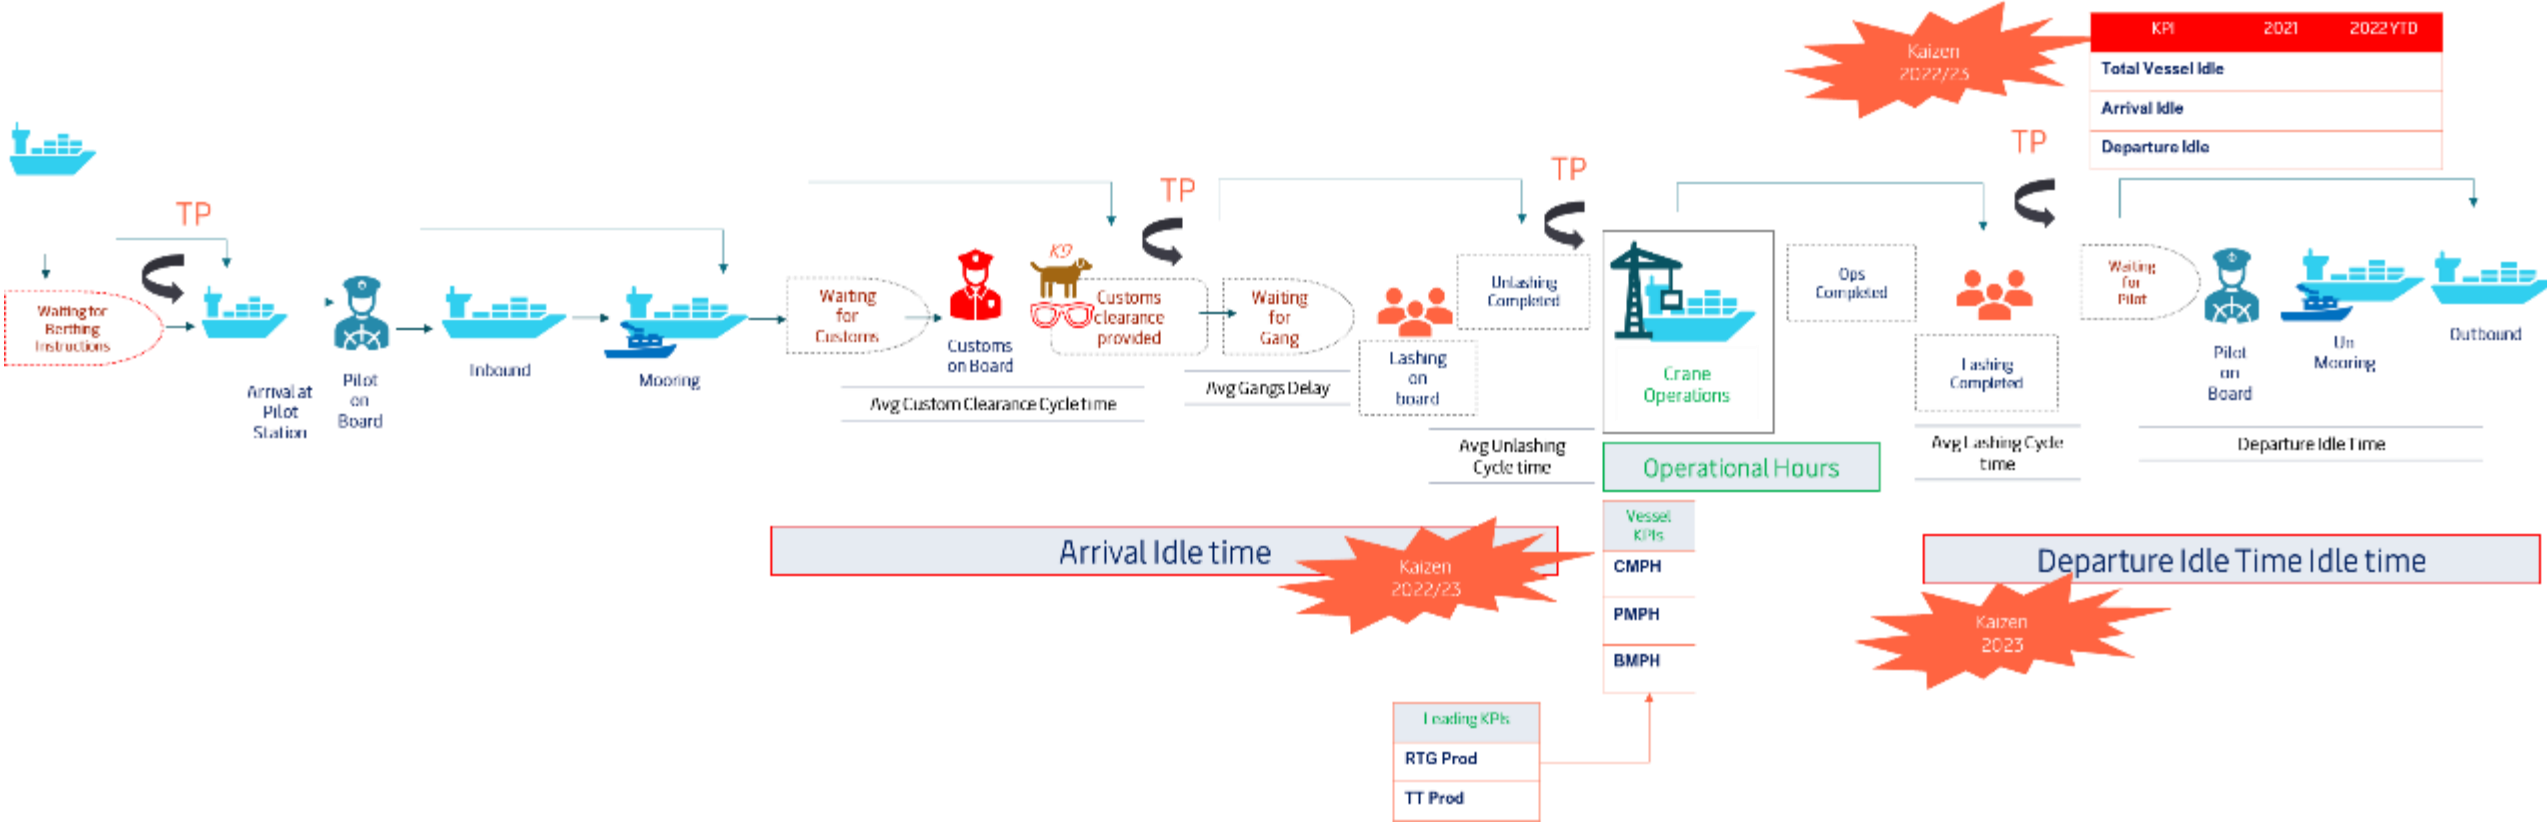 Kaizen
2022/23
KPI 2021 2022YTD
Total Vessel Idle
Arrival Idle
Departure Idle
TP
TP
TP
TP
Waiting for
Berthing
Instructions
Arrival at
Pilot
Station
Pilot
on
Board
Inbound
Mooring
Waiting
for
Customs
Customs
on Board
K9
Customs
clearance
provided
Avg Custom Clearance Cycle time
Waiting
for
Gang
Avg Gangs Delay
Lashing
on
board
Unlashing
Completed
Avg Unlashing
Cycle time
Crane
Operations
Operational Hours
Ops
Completed
Lashing
Completed
Avg Lashing Cycle
time
Waiting
for
Pilot
Pilot
on
Board
Un
Mooring
Outbound
Departure Idle Time
Arrival Idle time
Kaizen
2022/23
Vessel
KPIs
CMPH
PMPH
BMPH
Departure Idle Time Idle time
Kaizen
2023
Leading KPIs
RTG Prod
TT Prod